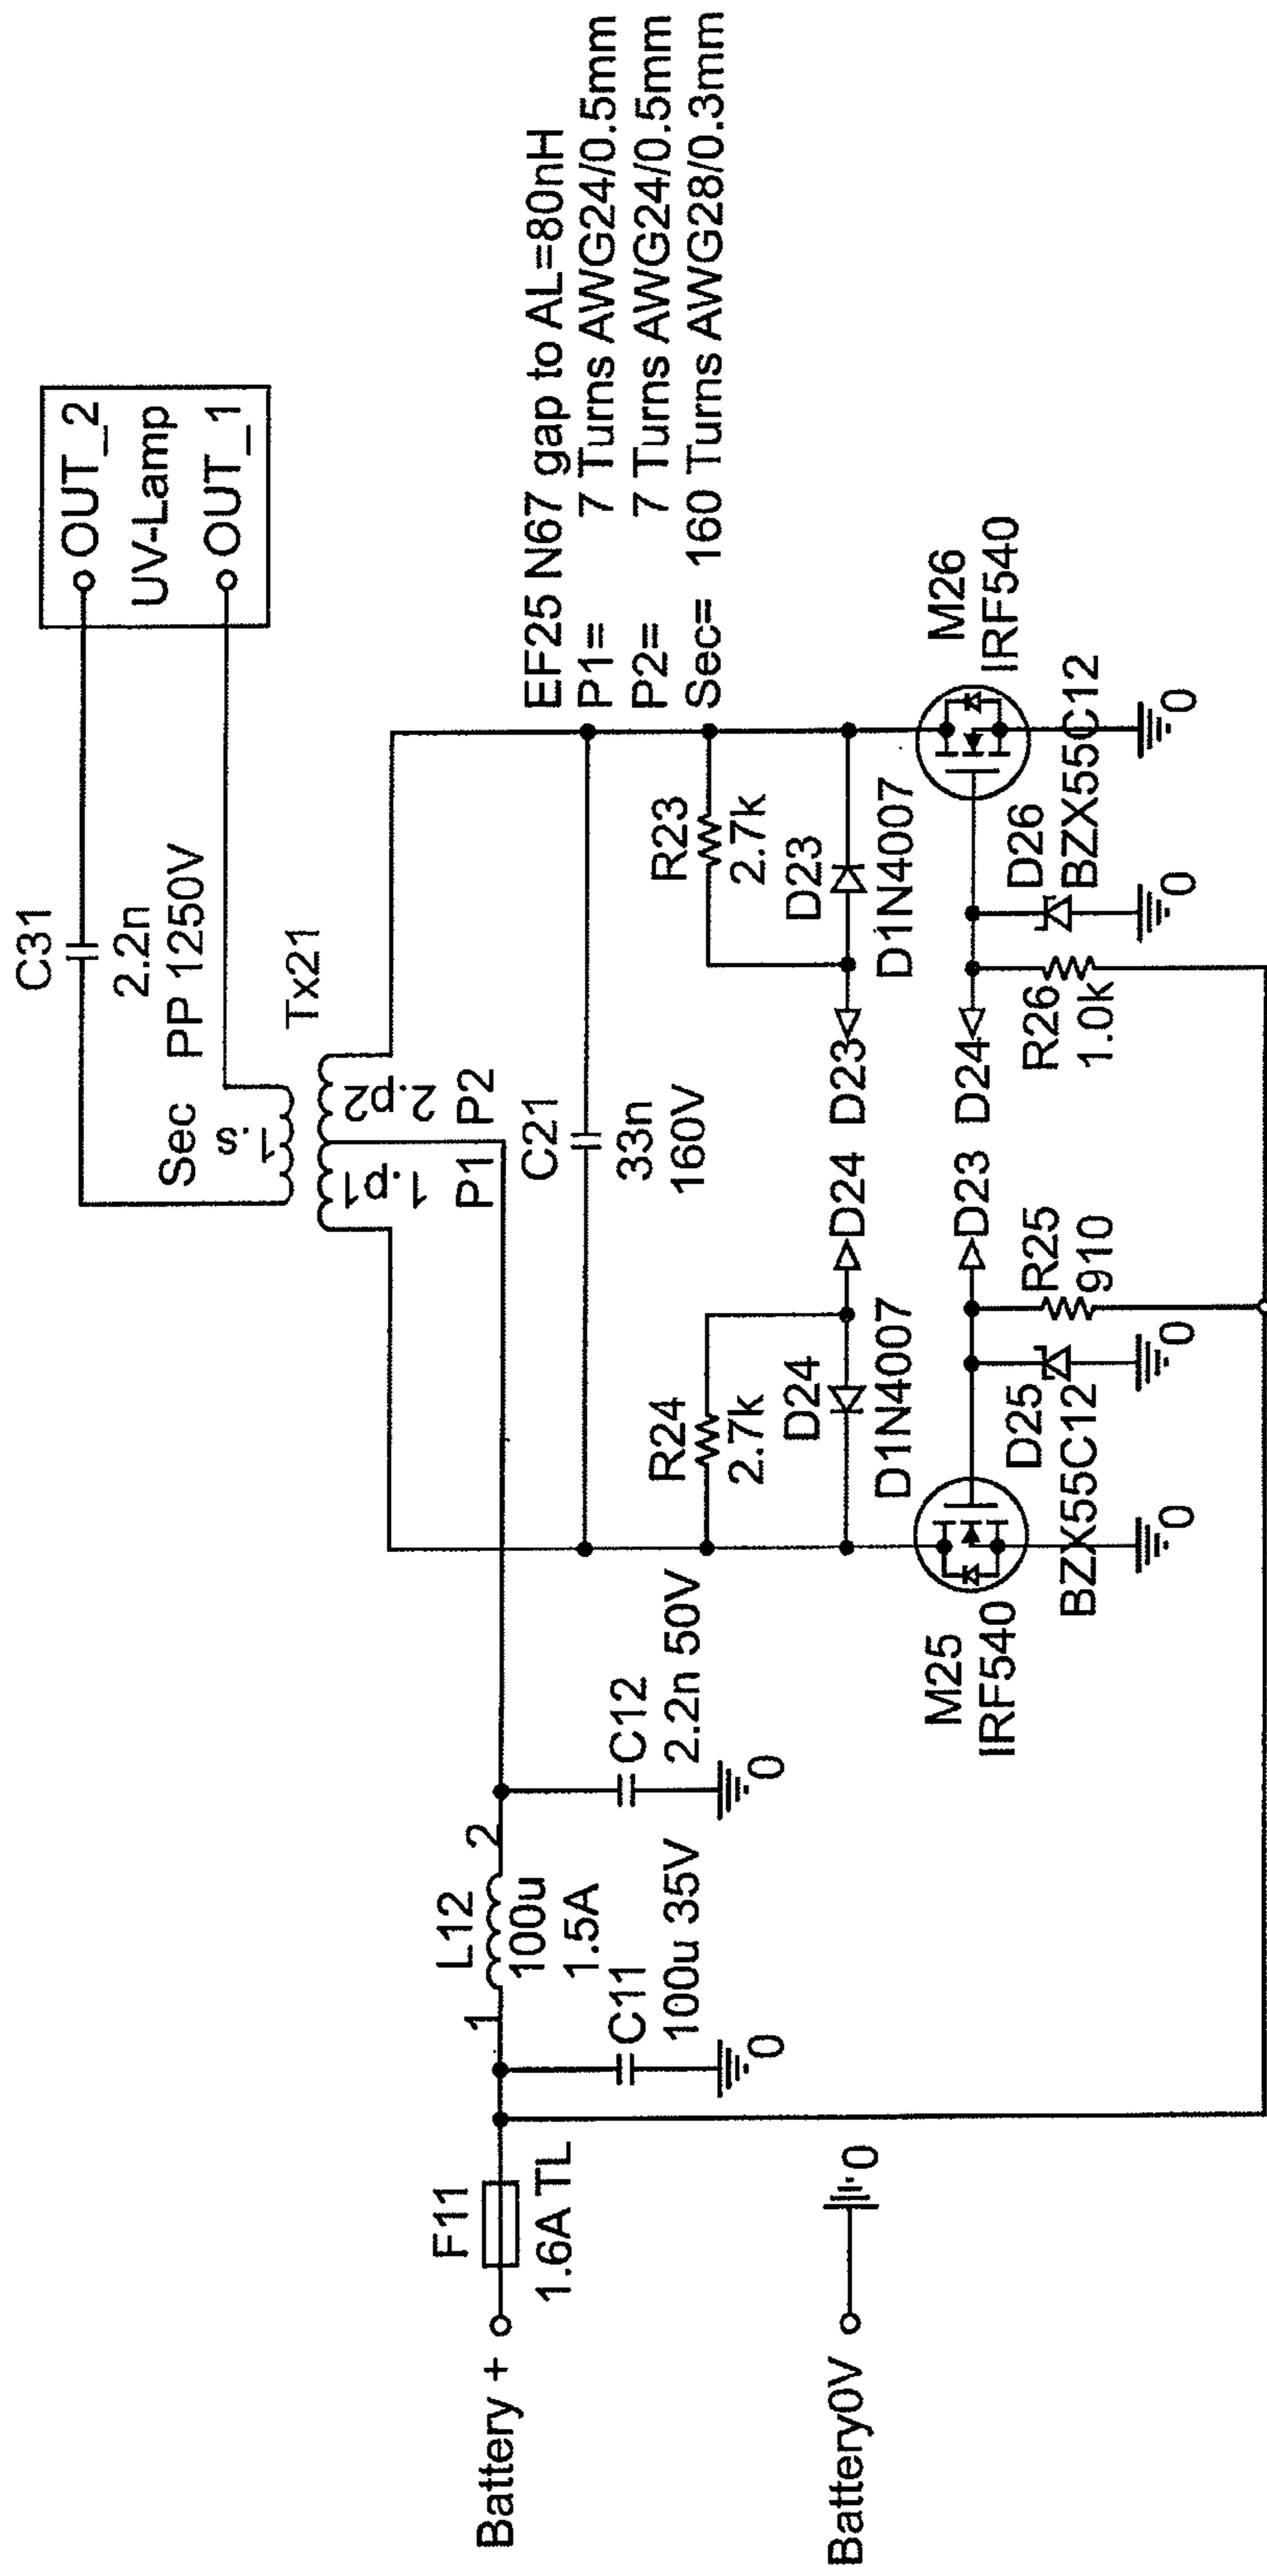 Battery +
F11
1.6A TL
Battery0V
0
1
L12
2
100u
1.5A
C11
100u 35V
0
C12
2.2n 50V
0
C31
2.2n
PP 1250V
Sec
1.s
Tx21
1.p1
2.p2
P1
P2
OUT_2
UV-Lamp
OUT_1
EF25 N67 gap to AL=80nH
P1= 7 Turns AWG24/0.5mm
P2= 7 Turns AWG24/0.5mm
Sec= 160 Turns AWG28/0.3mm
C21
33n
160V
R24
2.7k
D24
D1N4007
D24
D23
R23
2.7k
D23
D1N4007
M25
IRF540
D25
BZX55C12
0
0
R25
910
D23
D24
R26
1.0k
D26
BZX55C12
0
0
M26
IRF540